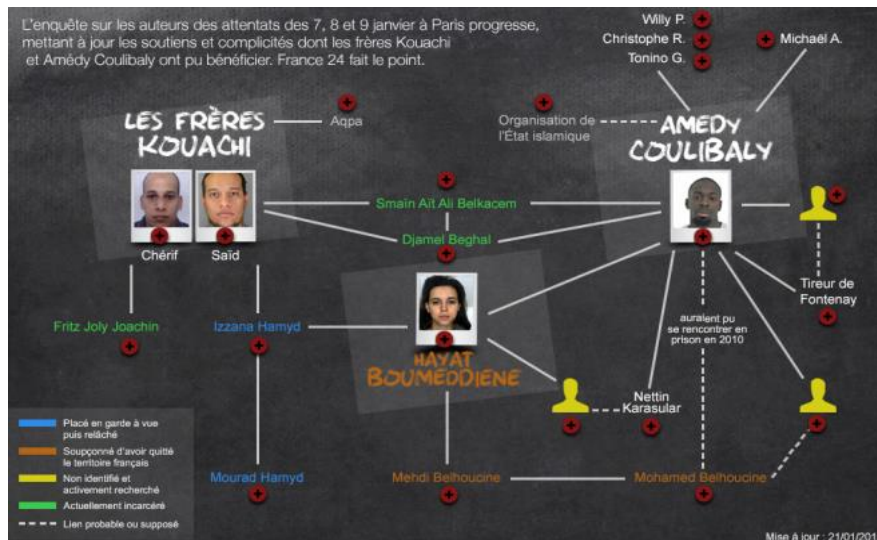 L'enquête sur les auteurs des attentats des 7, 8 et 9 janvier à Paris progresse,
mettant à jour les soutiens et complicités dont les frères Kouachi
et Amédy Coulibaly ont pu bénéficier. France 24 fait le point.
Willy P.
Christophe R.
Tonino G.
Michaël A.
LES FRÈRES
KOUACHI
Aqpa
Organisation de
l'État islamique
AMEDY
COULIBALY
Smaïn Aït Ali Belkacem
Djamel Beghal
Chérif
Saïd
Tireur de
Fontenay
Fritz Joly Joachin
Izzana Hamyd
auraient pu
se rencontrer en
prison en 2010
HAYAT
BOUMEDDIENE
Nettin
Karasular
Placé en garde à vue
puis relâché
Soupçonné d'avoir quitté
le territoire français
Non identifié et
activement recherché
Actuellement incarcéré
Lien probable ou supposé
Mourad Hamyd
Mehdi Belhoucine
Mohamed Belhoucine
Mise à jour : 21/01/201